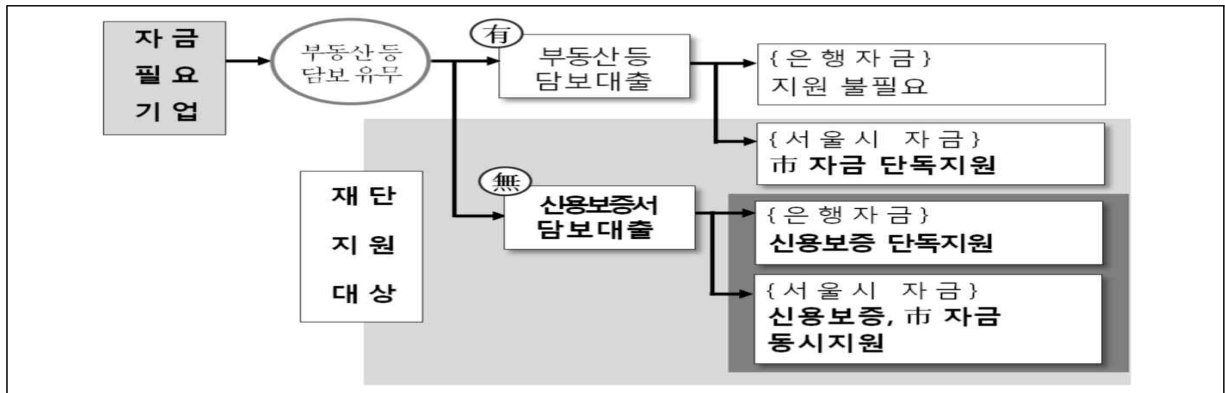 자 금
필 요
기 업
부동산등
담보유무
有
부동산등
담보대출
{은행자금}
지원 불필요
{서울시 자금}
市 자금 단독지원
재 단
지 원
대 상
無
신용보증서
담보대출
{은행자금}
신용보증 단독지원
{서울시 자금}
신용보증, 市 자금
동시지원